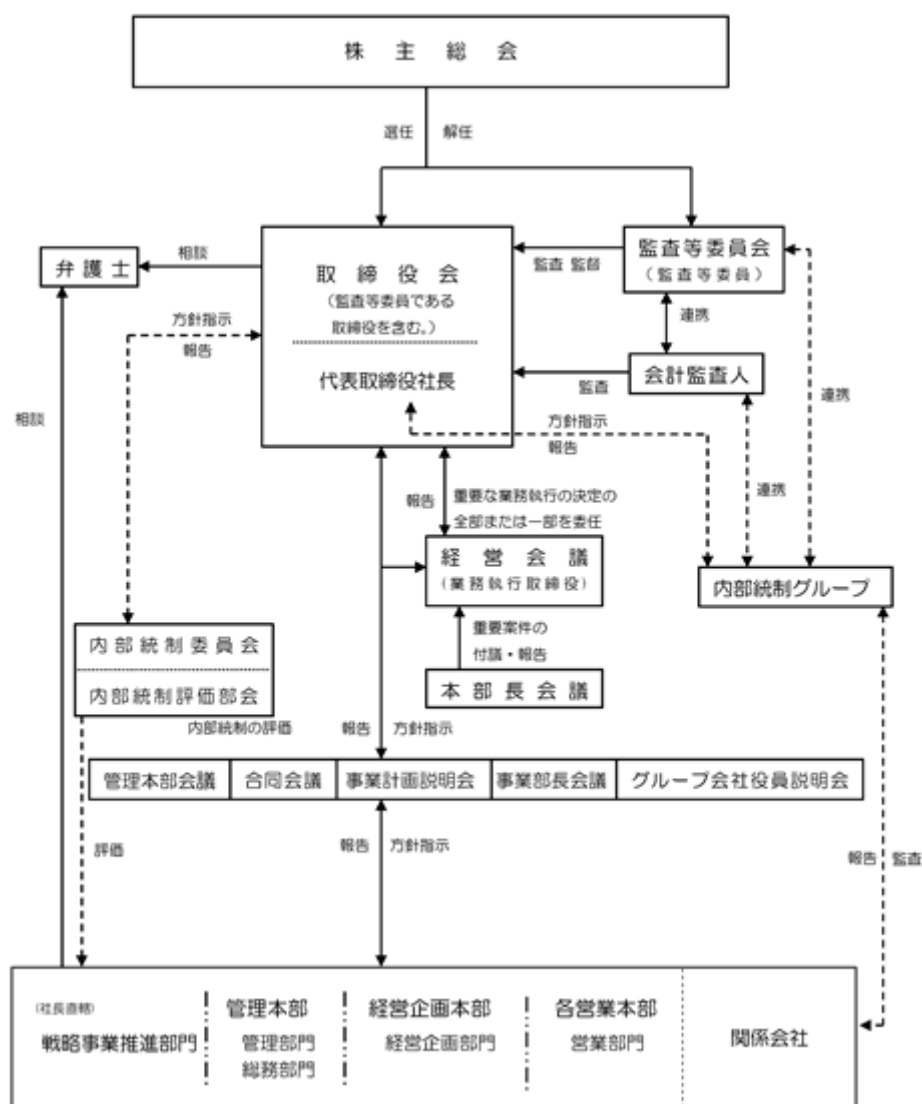 株主総会
選任 解任
取締役会
(監査等委員である
取締役を含む。)
代表取締役社長
監査等委員会
(監査等委員)
監査 監督
弁護士
相談
方針指示
報告
連携
会計監査人
監査
相談
方針指示
報告
連携
連携
報告
重要な業務執行の決定の
全部または一部を委任
経営会議
(業務執行取締役)
内部統制グループ
重要案件の
付議・報告
本部長会議
内部統制委員会
内部統制評価部会
内部統制の評価
報告 方針指示
管理本部会議 合同会議 事業計画説明会 事業部長会議 グループ会社役員説明会
評価
報告 方針指示
報告 監査
(社長直轄)
戦略事業推進部門
管理本部
管理部門
総務部門
経営企画本部
経営企画部門
各営業本部
営業部門
関係会社